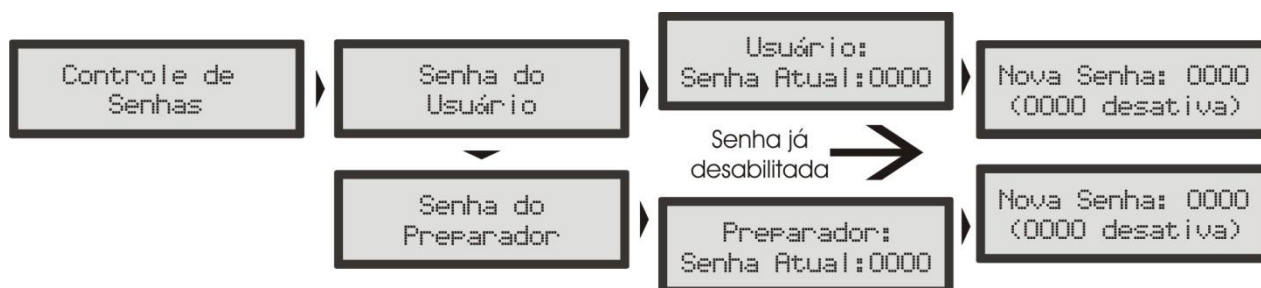 Controle de
Senhas
Senha do
Usuário
Usuário:
Senha Atual:0000
Nova Senha: 0000
(0000 desativa)
Senha já
desabilitada
Senha do
Preparador
Preparador:
Senha Atual:0000
Nova Senha: 0000
(0000 desativa)